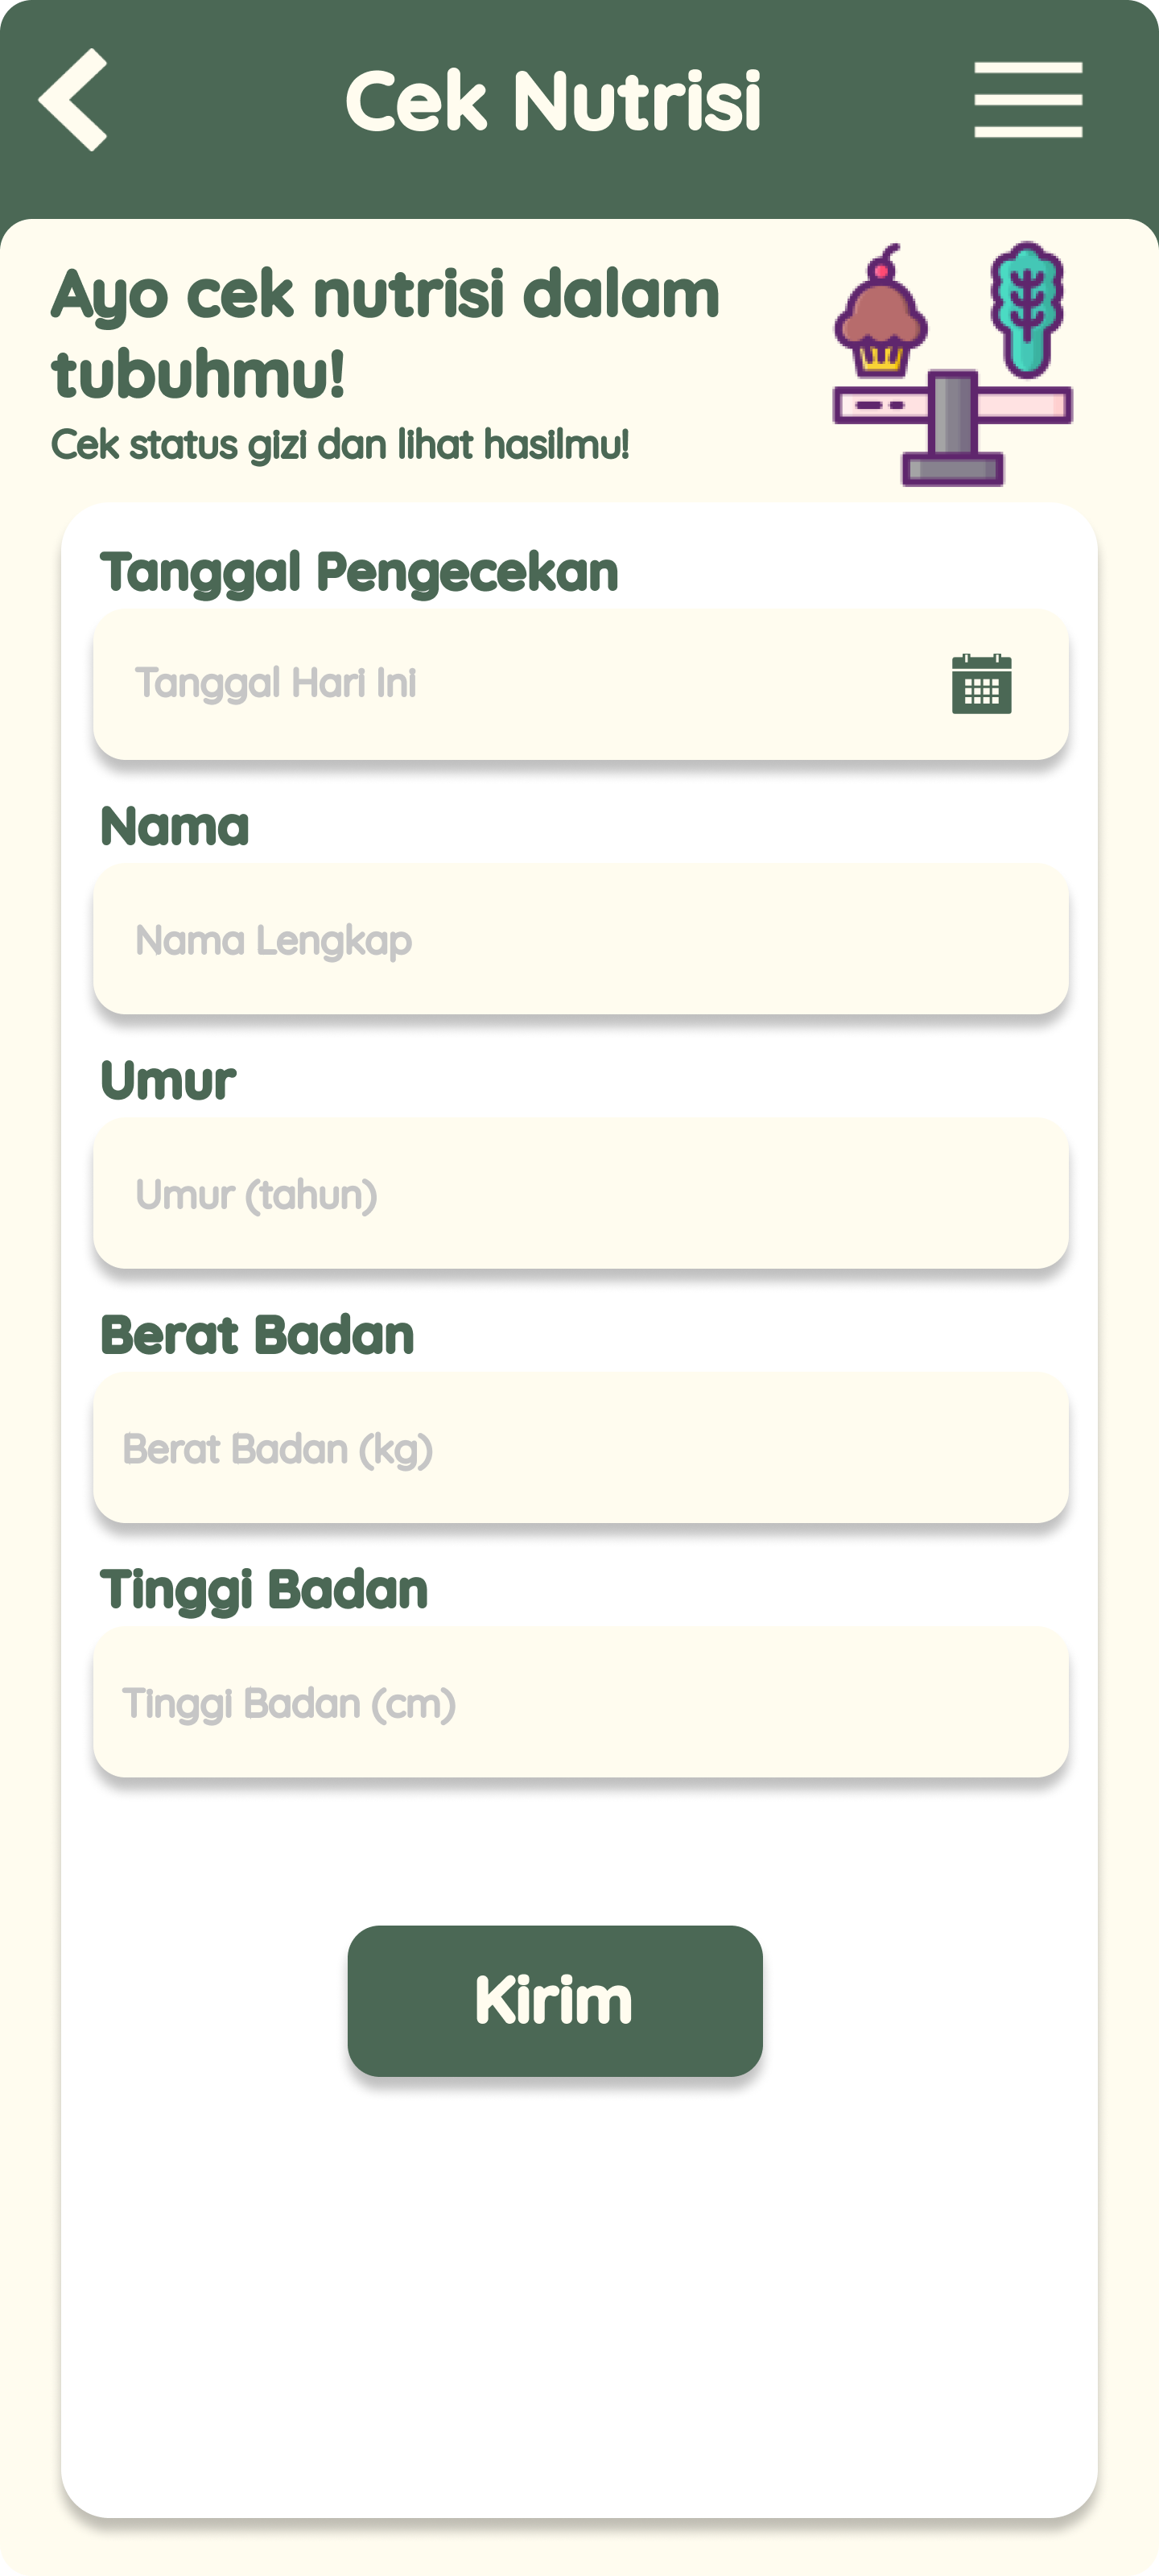 Cek Nutrisi
Ayo cek nutrisi dalam
tubuhmu!
Cek status gizi dan lihat hasilmu!
Tanggal Pengecekan
Tanggal Hari Ini
Nama
Nama Lengkap
Umur
Umur (tahun)
Berat Badan
Berat Badan (kg)
Tinggi Badan
Tinggi Badan (cm)
Kirim